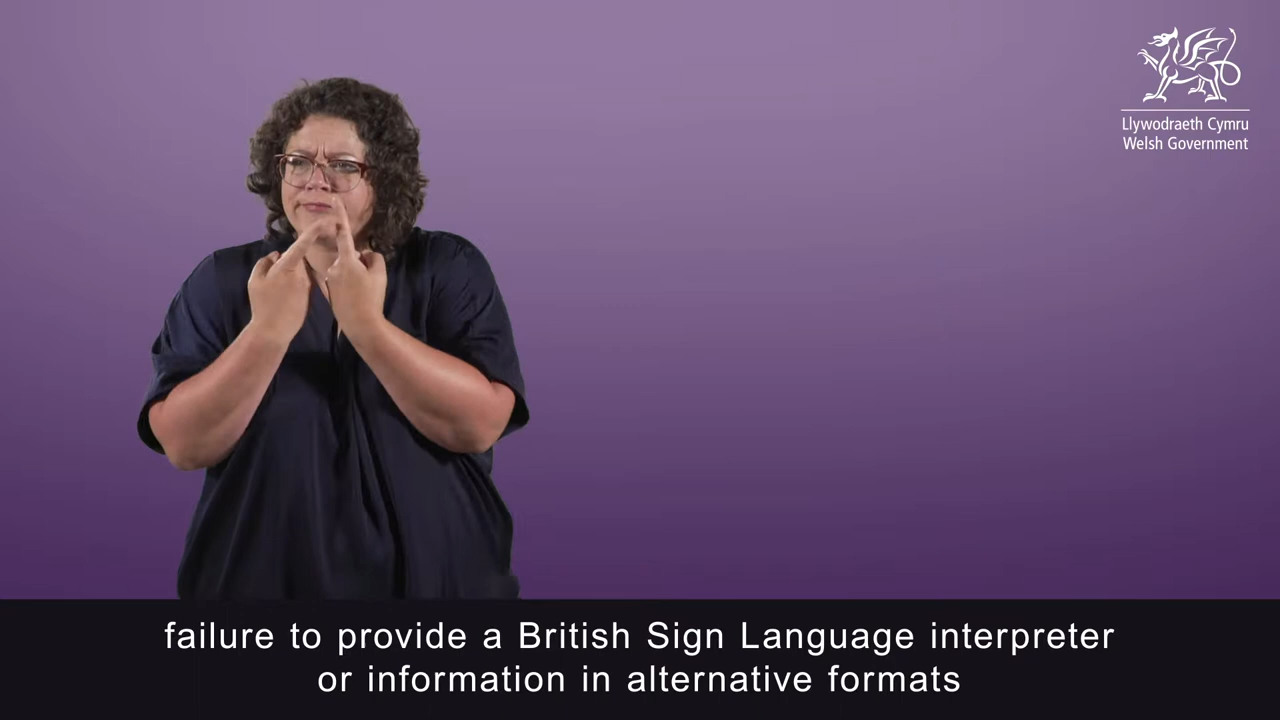 Llywodraeth Cymru
Welsh Government
failure to provide a British Sign Language interpreter
or information in alternative formats